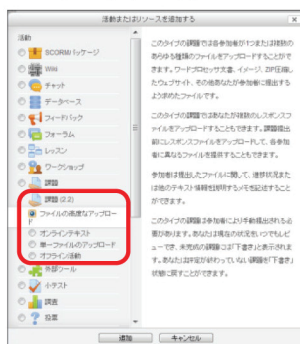 活動またはリソースを追加する
活動
SCORMパッケージ
Wiki
チャット
データベース
フィードバック
フォーラム
レッスン
ワークショップ
課題
課題 (2.2)
ファイルの高度なアップロー
ド
オンラインテキスト
単一ファイルのアップロード
オフライン活動
外部ツール
小テスト
調査
投票
このタイプの課題では各参加者が1つまたは複数の
あらゆる種類のファイルをアップロードすることがで
きます。ワードプロセッサ文書、イメージ、ZIP圧縮し
たウェブサイト、その他あなたが参加者に提出する
よう求めたファイルです。
このタイプの課題ではあなたが複数のレスポンスフ
ァイルをアップロードすることもできます。課題提出
前にレスポンスファイルをアップロードして、各参加
者に異なるファイルを提供することもできます。
参加者は提出したファイルに関して、進捗状況また
は他のテキスト情報を説明するメモを記述すること
ができます。
このタイプの課題は参加者により手動提出される必
要があります。あなたは現在の状況をいつでもレビ
ューでき、未完成の課題には「下書き」と表示されま
す。あなたは評定が終わっていない課題を「下書き」
状態に戻すことができます。
追加
キャンセル